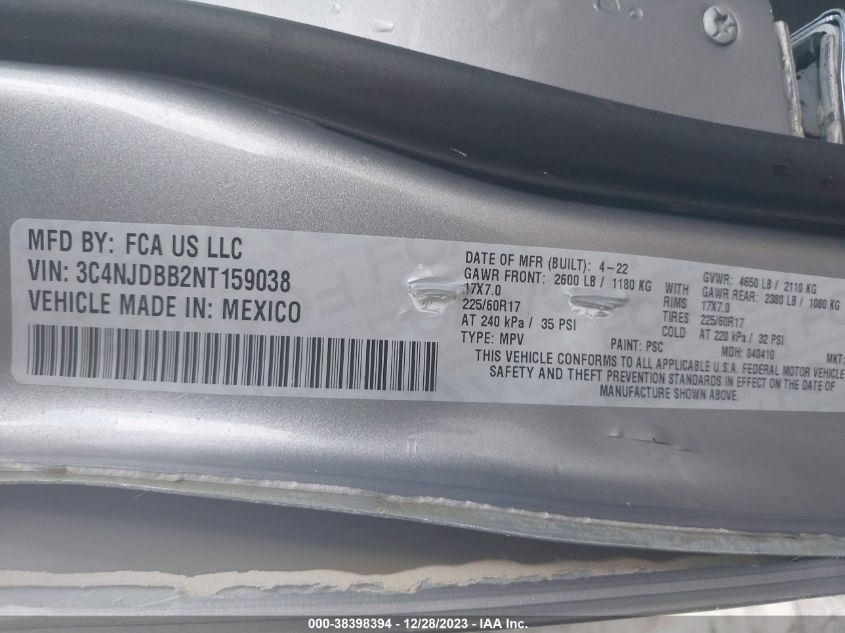 MFD BY: FCA US LLC
VIN: 3C4NJDBB2NT159038
VEHICLE MADE IN: MEXICO
DATE OF MFR (BUILT): 4-22
GAWR FRONT: 2600 LB / 1180 KG WITH
17X7.0 RIMS
225/60R17 TIRES
AT 240 kPa / 35 PSI COLD
TYPE: MPV
GVWR: 4650 LB / 2110 KG
GAWR REAR: 2380 LB / 1080 KG
17X7.0
225/60R17
AT 220 kPa / 32 PSI
PAINT: PSC
MDH: 040410
MKT:
THIS VEHICLE CONFORMS TO ALL APPLICABLE U.S.A. FEDERAL MOTOR VEHICLE
SAFETY AND THEFT PREVENTION STANDARDS IN EFFECT ON THE DATE OF
MANUFACTURE SHOWN ABOVE.
000-38398394 - 12/28/2023 - IAA, Inc.